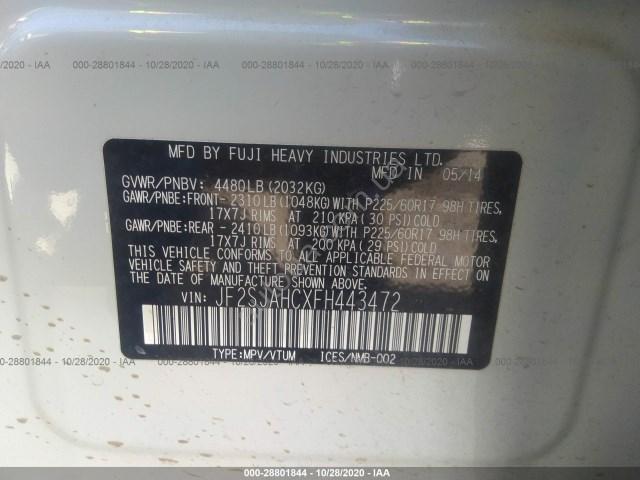 000-28801844 - 10/28/2020 - IAA
MFD BY FUJI HEAVY INDUSTRIES LTD.
MFD IN 05/14
GVWR/PNBV: 4480LB (2032KG)
GAWR/PNBE:FRONT- 2310LB (1048KG) WITH P225/60R17 98H TIRES,
17X7J RIMS AT 210 KPA (30 PSI) COLD
GAWR/PNBE:REAR - 2410LB (1093KG) WITH P225/60R17 98H TIRES,
17X7J RIMS AT 200 KPA (29 PSI) COLD
THIS VEHICLE CONFORMS TO ALL APPLICABLE FEDERAL MOTOR
VEHICLE SAFETY AND THEFT PREVENTION STANDARDS IN EFFECT ON
THE DATE OF MANUFACTURE SHOWN ABOVE.
VIN: JF2SJAHCXFH443472
TYPE:MPV/VTUM ICES/NMB-002
000-28801844 - 10/28/2020 - IAA